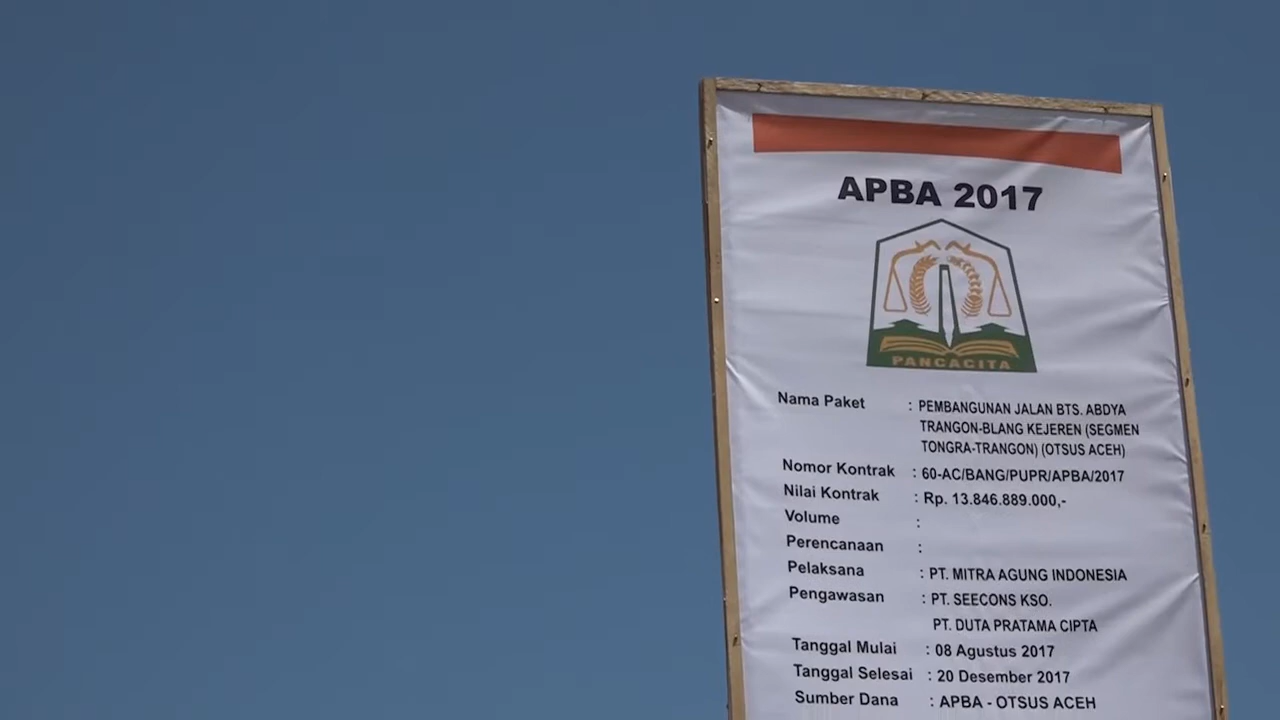 APBA 2017
PANCACITA
Nama Paket : PEMBANGUNAN JALAN BTS. ABDYA
TRANGON-BLANG KEJEREN (SEGMEN
TONGRA-TRANGON) (OTSUS ACEH)
Nomor Kontrak : 60-AC/BANG/PUPR/APBA/2017
Nilai Kontrak : Rp. 13.846.889.000,-
Volume :
Perencanaan :
Pelaksana : PT. MITRA AGUNG INDONESIA
Pengawasan : PT. SEECONS KSO.
PT. DUTA PRATAMA CIPTA
Tanggal Mulai : 08 Agustus 2017
Tanggal Selesai : 20 Desember 2017
Sumber Dana : APBA - OTSUS ACEH